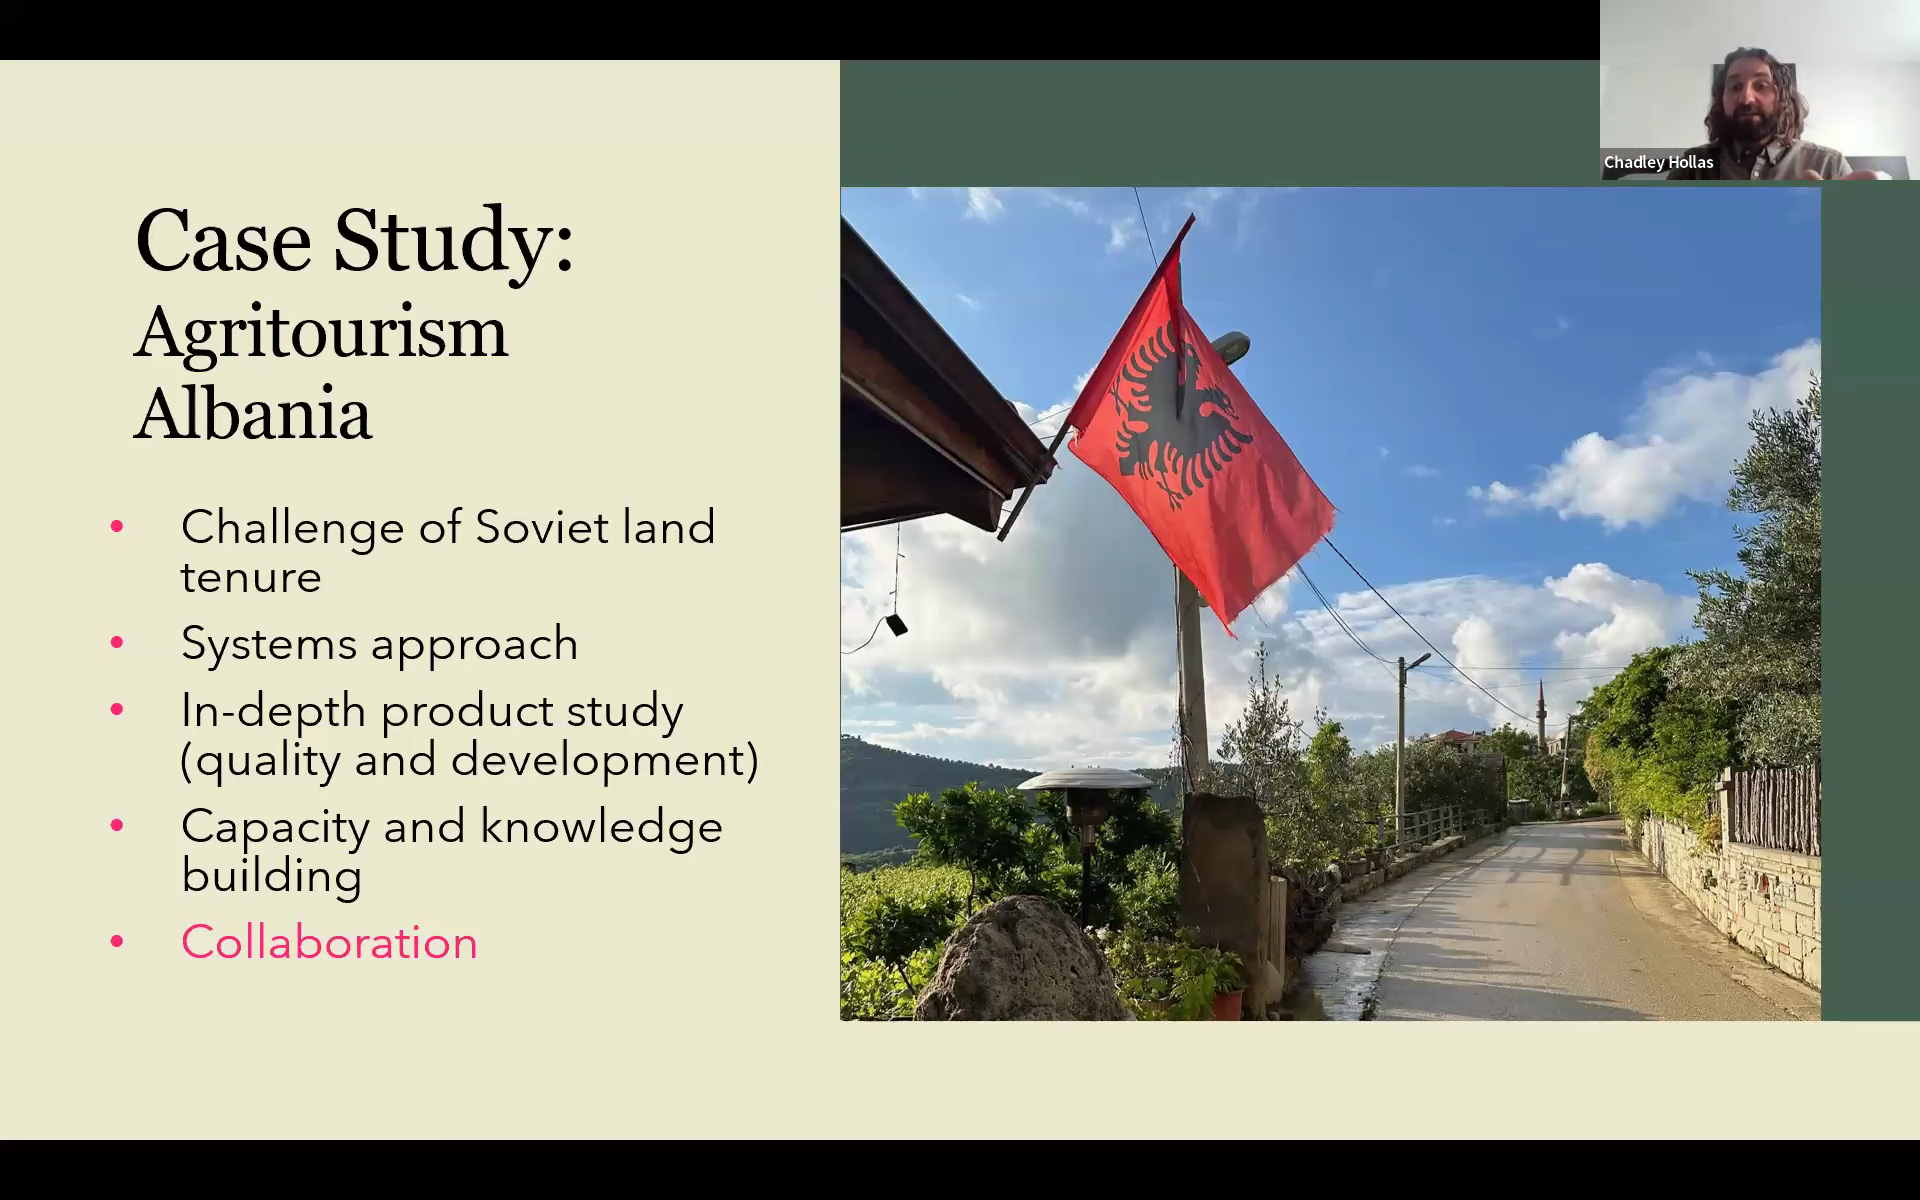 Chadley Hollas
Case Study:
Agritourism
Albania
• Challenge of Soviet land
tenure
• Systems approach
• In-depth product study
(quality and development)
• Capacity and knowledge
building
• Collaboration